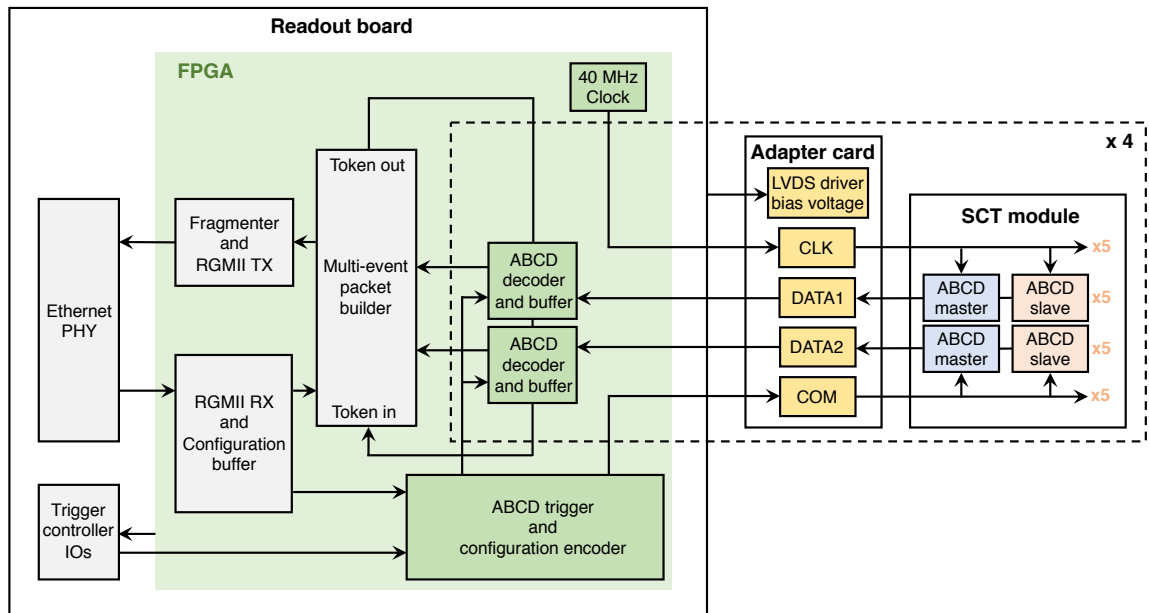 Readout board
FPGA
40 MHz
Clock
x 4
Token out
Adapter card
LVDS driver
bias voltage
SCT module
Fragmenter
and
RGMII TX
CLK
x5
Multi-event
packet
builder
ABCD
decoder
and buffer
DATA1
ABCD
master
ABCD
slave
x5
Ethernet
PHY
ABCD
decoder
and buffer
DATA2
ABCD
master
ABCD
slave
x5
RGMII RX
and
Configuration
buffer
Token in
COM
x5
Trigger
controller
IOs
ABCD trigger
and
configuration encoder